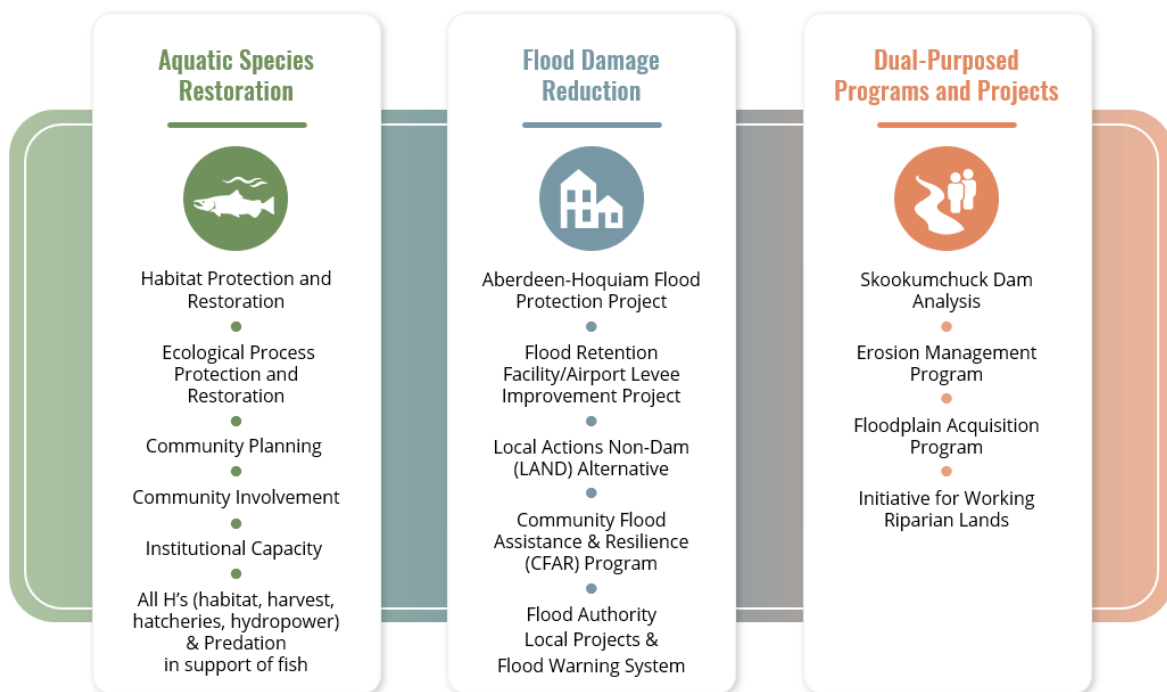 Aquatic Species
Restoration
Habitat Protection and
Restoration
Ecological Process
Protection and
Restoration
Community Planning
Community Involvement
Institutional Capacity
All H’s (habitat, harvest,
hatcheries, hydropower)
& Predation
in support of fish
Flood Damage
Reduction
Aberdeen-Hoquiam Flood
Protection Project
Flood Retention
Facility/Airport Levee
Improvement Project
Local Actions Non-Dam
(LAND) Alternative
Community Flood
Assistance & Resilience
(CFAR) Program
Flood Authority
Local Projects &
Flood Warning System
Dual-Purposed
Programs and Projects
Skookumchuck Dam
Analysis
Erosion Management
Program
Floodplain Acquisition
Program
Initiative for Working
Riparian Lands